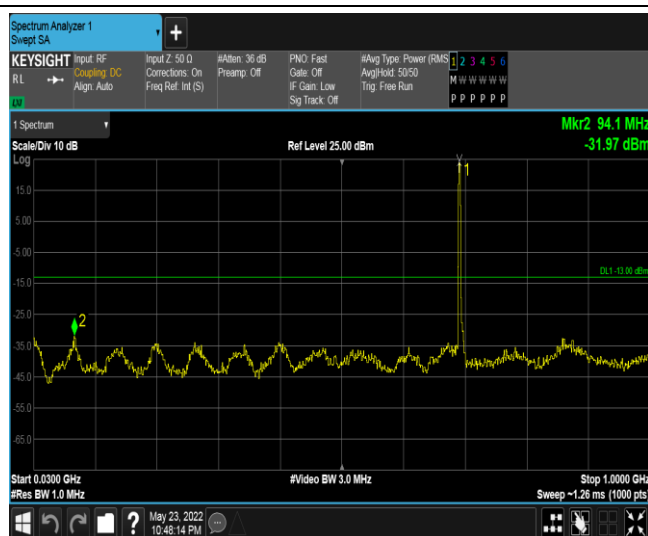 Spectrum Analyzer 1
Swept SA
+
KEYSIGHT
RL
Input: RF
Coupling: DC
Align: Auto
Input Z: 50 Ω
Corrections: On
Freq Ref: Int (S)
#Atten: 36 dB
Preamp: Off
PNO: Fast
Gate: Off
IF Gain: Low
Sig Track: Off
#Avg Type: Power (RMS
Avg|Hold: 50/50
Trig: Free Run
1 2 3 4 5 6
M W W W W W
P P P P P P
1 Spectrum
Scale/Div 10 dB
Ref Level 25.00 dBm
Mkr2 94.1 MHz
-31.97 dBm
Log
15.0
5.00
-5.00
-15.0
-25.0
-35.0
-45.0
-55.0
-65.0
1
2
DL1 -13.00 dBm
Start 0.0300 GHz
#Video BW 3.0 MHz
Stop 1.0000 GHz
#Res BW 1.0 MHz
Sweep ~1.26 ms (1000 pts)
?
May 23, 2022
10:48:14 PM